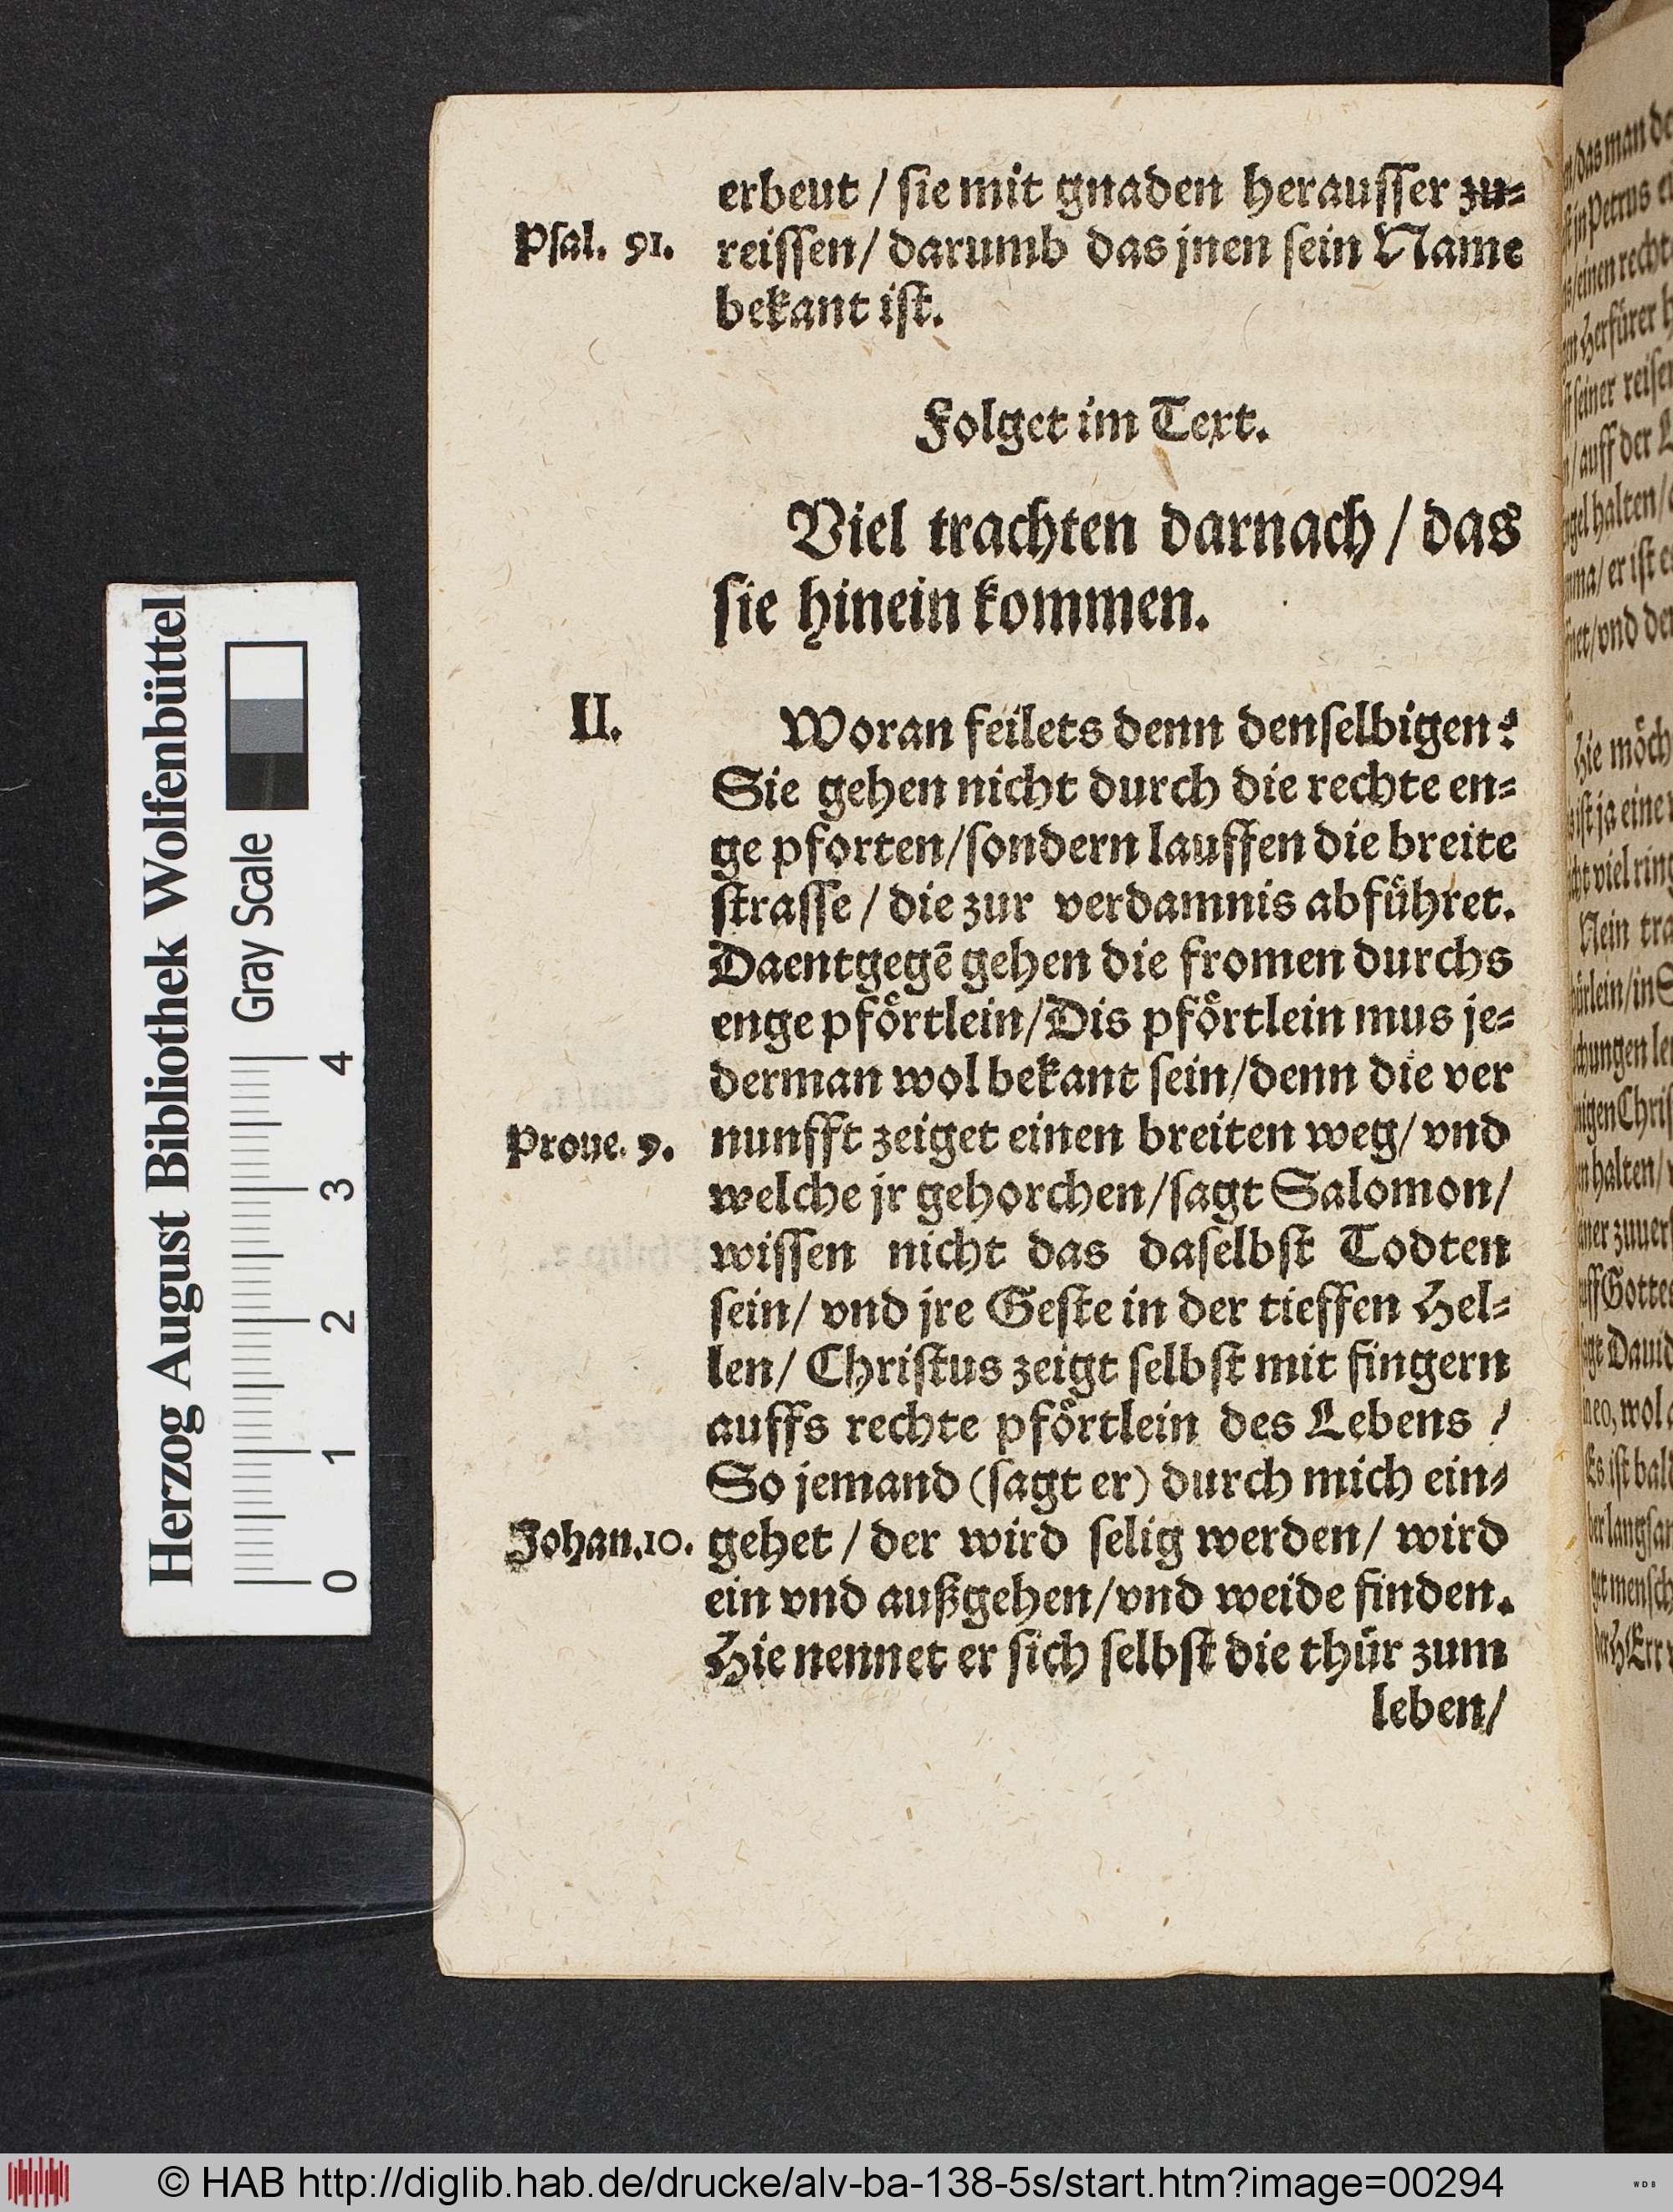 erbeut / sie mit gnaden herausser zu-
Psal. 91. reissen/ darumb das jnen sein Name
bekant ist.
Folget im Text.
Viel trachten darnach / das
sie hinein kommen.
II. Woran feilets denn denselbigen?
Sie gehen nicht durch die rechte en-
ge pforten/sondern lauffen die breite
strasse / die zur verdamnis abführet.
Daentgegē gehen die fromen durchs
enge pförtlein/Dis pförtlein mus je-
derman wol bekant sein/denn die ver
Proue. 9. nunfft zeiget einen breiten weg/ vnd
welche jr gehorchen/sagt Salomon/
wissen nicht das daselbst Todten
sein/ vnd jre Geste in der tieffen Hel-
len/ Christus zeigt selbst mit fingern
auffs rechte pförtlein des Lebens /
So jemand (sagt er) durch mich ein-
Johan.10. gehet / der wird selig werden/ wird
ein vnd außgehen/vnd weide finden.
Hie nennet er sich selbst die thür zum
leben/
Herzog August Bibliothek Wolfenbüttel
Gray Scale
0 1 2 3 4
© HAB http://diglib.hab.de/drucke/alv-ba-138-5s/start.htm?image=00294
WDB